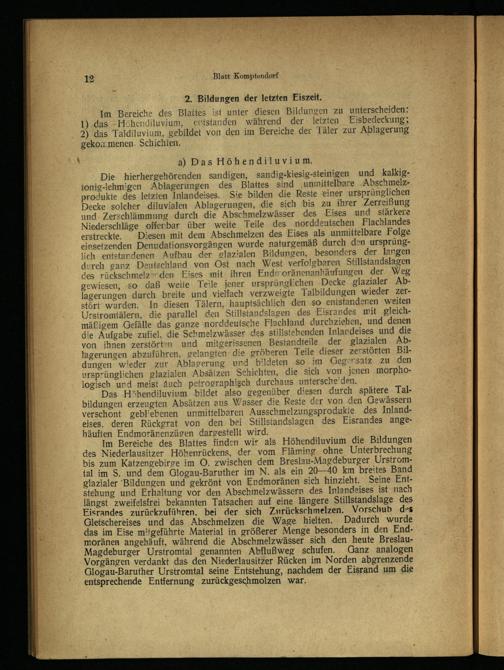 12
Blatt Komptendorf
2. Bildungen der letzten Eiszeit.
Im Bereiche des Blattes ist unter diesen Bildungen zu unterscheiden:
1) das Höhendiluvium, entstanden während der letzten Eisbedeckung;
2) das Taldiluvium, gebildet von den im Bereiche der Täler zur Ablagerung
gekommenen Schichten.
a) Das Höhendiluvium.
Die hierhergehörenden sandigen, sandig-kiesig-steinigen und kalkig-
tonig-lehmigen Ablagerungen des Blattes sind unmittelbare Abschmelz-
produkte des letzten Inlandeises. Sie bilden die Reste einer ursprünglichen
Decke solcher diluvialen Ablagerungen, die sich bis zu ihrer Zerreißung
und Zerschlämmung durch die Abschmelzwässer des Eises und stärkere
Niederschläge offenbar über weite Teile des norddeutschen Flachlandes
erstreckte. Diesen mit dem Abschmelzen des Eises als unmittelbare Folge
einsetzenden Denudationsvorgängen wurde naturgemäß durch den ursprüng-
lich entstandenen Aufbau der glazialen Bildungen, besonders der langen
durch ganz Deutschland von Ost nach West verfolgbaren Stillstandslagen
des rückschmelzenden Eises mit ihren Endmoränenanhäufungen der Weg
gewiesen, so daß weite Teile jener ursprünglichen Decke glazialer Ab-
lagerungen durch breite und vielfach verzweigte Talbildungen wieder zer-
stört wurden. In diesen Tälern, hauptsächlich den so entstandenen weiten
Urstromtälern, die parallel den Stillstandslagen des Eisrandes mit gleich-
mäßigem Gefälle das ganze norddeutsche Flachland durchziehen, und denen
die Aufgabe zufiel, die Schmelzwässer des stillstehenden Inlandeises und die
von ihnen zerstörten und mitgerissenen Bestandteile der glazialen Ab-
lagerungen abzuführen, gelangten die gröberen Teile dieser zerstörten Bil-
dungen wieder zur Ablagerung und bildeten so im Gegensatz zu den
ursprünglichen glazialen Absätzen Schichten, die sich von jenen morpho-
logisch und meist auch petrographisch durchaus unterscheiden.
Das Höhendiluvium bildet also gegenüber diesen durch spätere Tal-
bildungen erzeugten Absätzen aus Wasser die Reste der von den Gewässern
verschont gebliebenen unmittelbaren Ausschmelzungsprodukte des Inland-
eises, deren Rückgrat von den bei Stillstandslagen des Eisrandes ange-
häuften Endmoränenzügen dargestellt wird.
Im Bereiche des Blattes finden wir als Höhendiluvium die Bildungen
des Niederlausitzer Höhenrückens, der vom Fläming ohne Unterbrechung
bis zum Katzengebirge im O. zwischen dem Breslau-Magdeburger Urstrom-
tal im S. und dem Glogau-Baruther im N. als ein 20—40 km breites Band
glazialer Bildungen und gekrönt von Endmoränen sich hinzieht. Seine Ent-
stehung und Erhaltung vor den Abschmelzwässern des Inlandeises ist nach
längst zweifelsfrei bekannten Tatsachen auf eine längere Stillstandslage des
Eisrandes zurückzuführen, bei der sich Zurückschmelzen, Vorschub des
Gletschereises und das Abschmelzen die Wage hielten. Dadurch wurde
das im Eise mitgeführte Material in größerer Menge besonders in den End-
moränen angehäuft, während die Abschmelzwässer sich den heute Breslau-
Magdeburger Urstromtal genannten Abflußweg schufen. Ganz analogen
Vorgängen verdankt das den Niederlausitzer Rücken im Norden abgrenzende
Glogau-Baruther Urstromtal seine Entstehung, nachdem der Eisrand um die
entsprechende Entfernung zurückgeschmolzen war.